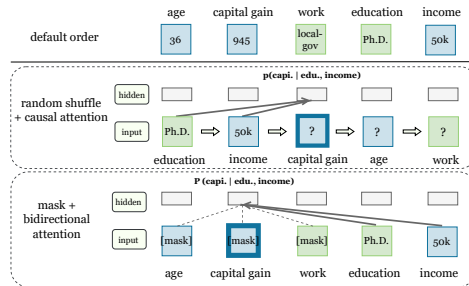 age capital gain work education income
default order 36 945 local-gov Ph.D. 50k
p(capi. | edu., income)
hidden
random shuffle + causal attention
input Ph.D. 50k ? ? ?
education income capital gain age work
P (capi. | edu., income)
hidden
mask + bidirectional attention
input [mask] [mask] [mask] Ph.D. 50k
age capital gain work education income